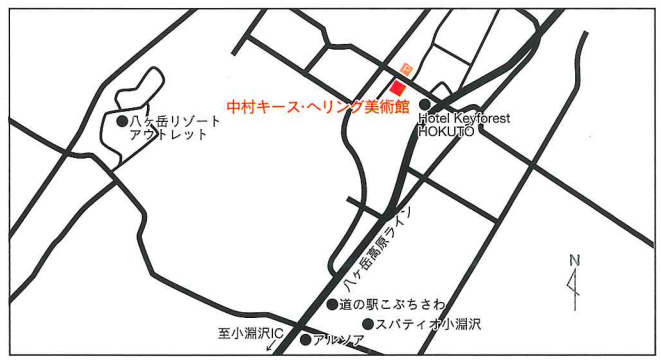 P
中村キース・ヘリング美術館
Hotel Keyforest
HOKUTO
八ヶ岳リゾート
アウトレット
八ヶ岳高原ライン
N
道の駅こぶちさわ
スパティオ小淵沢
至小淵沢IC
アルソア